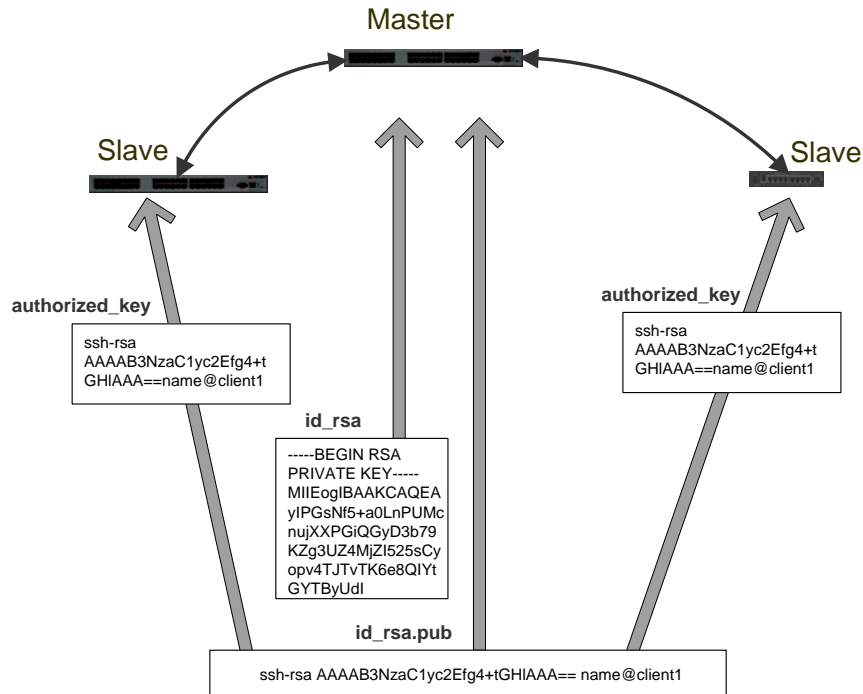 Master
Slave
Slave
authorized_key
ssh-rsa
AAAAB3NzaC1yc2Efg4+t
GHIAAA==name@client1
authorized_key
ssh-rsa
AAAAB3NzaC1yc2Efg4+t
GHIAAA==name@client1
id_rsa
-----BEGIN RSA
PRIVATE KEY-----
MIIEogIBAAKCAQEA
yIPGsNf5+a0LnPUMc
nujXXPGiQGyD3b79
KZg3UZ4MjZI525sCy
opv4TJTvTK6e8QIYt
GYTByUdI
id_rsa.pub
ssh-rsa AAAAB3NzaC1yc2Efg4+tGHIAAA== name@client1